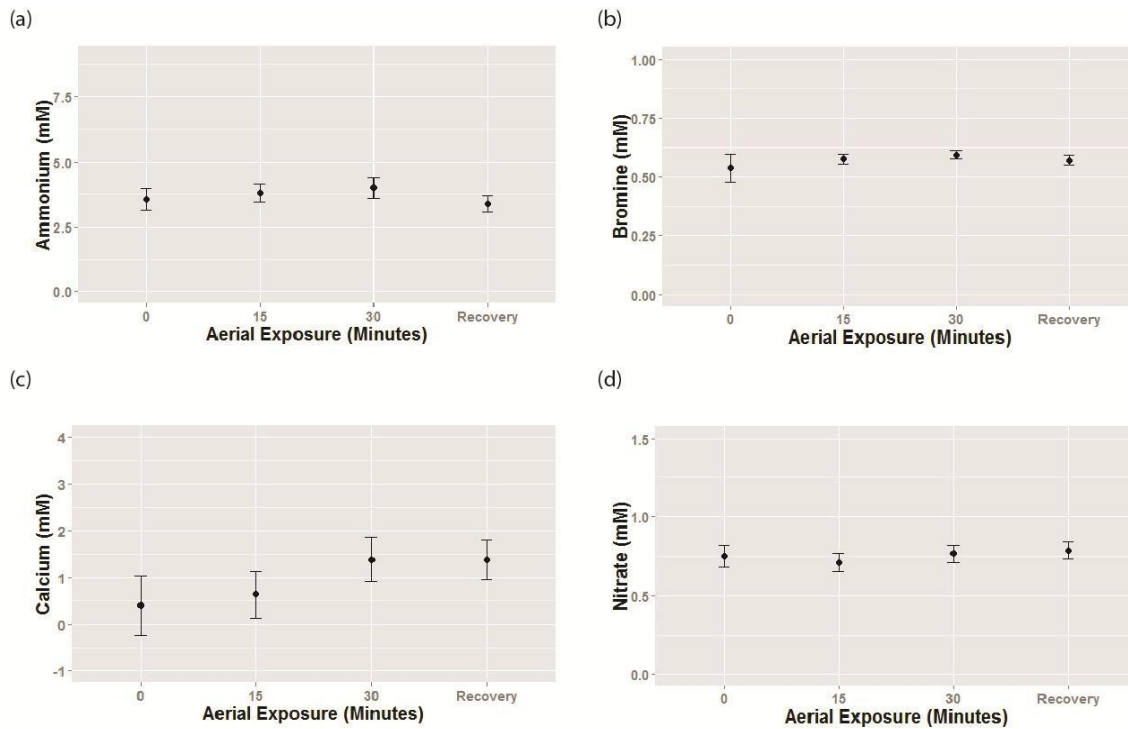 (a)
Ammonium (mM)
7.5
5.0
2.5
0.0
0 15 30 Recovery
Aerial Exposure (Minutes)
(b)
Bromine (mM)
1.00
0.75
0.50
0.25
0.00
0 15 30 Recovery
Aerial Exposure (Minutes)
(c)
Calcium (mM)
4
3
2
1
0
-1
0 15 30 Recovery
Aerial Exposure (Minutes)
(d)
Nitrate (mM)
1.5
1.0
0.5
0.0
0 15 30 Recovery
Aerial Exposure (Minutes)